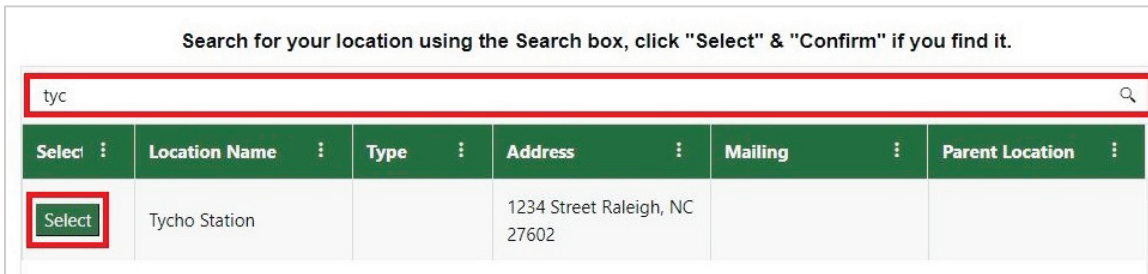 Search for your location using the Search box, click "Select" & "Confirm" if you find it.
tyc
Select Location Name Type Address Mailing Parent Location
Select Tycho Station 1234 Street Raleigh, NC
27602